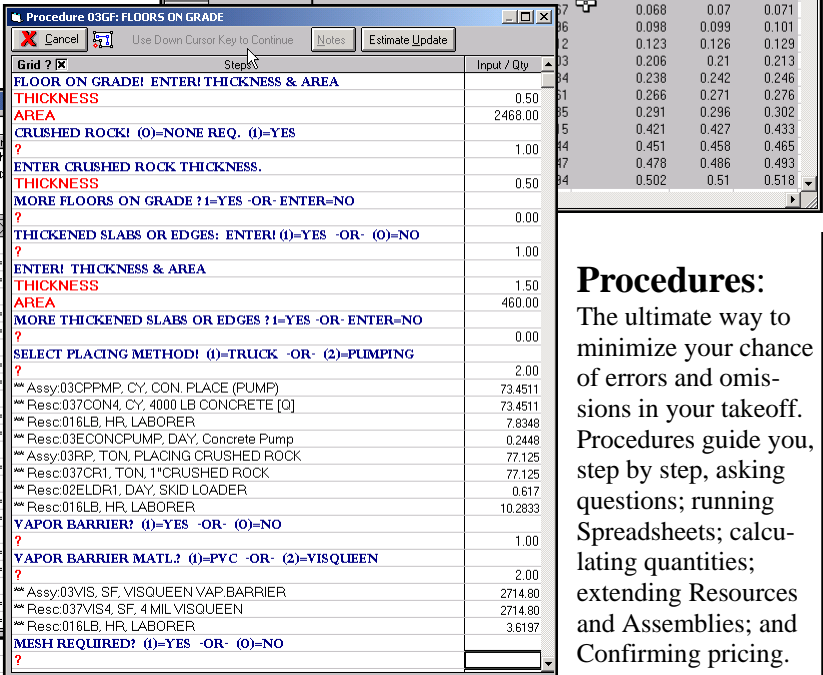 Procedure 03GF: FLOORS ON GRADE
Cancel Use Down Cursor Key to Continue Notes Estimate Update
Grid ? Steps Input / Qty
FLOOR ON GRADE! ENTER! THICKNESS & AREA
THICKNESS 0.50
AREA 2468.00
CRUSHED ROCK! (0)=NONE REQ. (1)=YES
? 1.00
ENTER CRUSHED ROCK THICKNESS.
THICKNESS 0.50
MORE FLOORS ON GRADE ? 1=YES -OR- ENTER=NO
? 0.00
THICKENED SLABS OR EDGES: ENTER! (1)=YES -OR- (0)=NO
? 1.00
ENTER! THICKNESS & AREA
THICKNESS 1.50
AREA 460.00
MORE THICKENED SLABS OR EDGES ? 1=YES -OR- ENTER=NO
? 0.00
SELECT PLACING METHOD! (1)=TRUCK -OR- (2)=PUMPING
? 2.00
*** Assy:03CPPMP, CY, CON. PLACE (PUMP) 73.4511
*** Resc:037CON4, CY, 4000 LB CONCRETE [Q] 73.4511
*** Resc:016LB, HR, LABORER 7.8348
*** Resc:03ECONCPUMP, DAY, Concrete Pump 0.2448
*** Assy:03RP, TON, PLACING CRUSHED ROCK 77.125
*** Resc:037CR1, TON, 1"CRUSHED ROCK 77.125
*** Resc:02ELDR1, DAY, SKID LOADER 0.617
*** Resc:016LB, HR, LABORER 10.2833
VAPOR BARRIER? (1)=YES -OR- (0)=NO
? 1.00
VAPOR BARRIER MATL.? (1)=PVC -OR- (2)=VISQUEEN
? 2.00
*** Assy:03VIS, SF, VISQUEEN VAP.BARRIER 2714.80
*** Resc:037VIS4, SF, 4 MIL VISQUEEN 2714.80
*** Resc:016LB, HR, LABORER 3.6197
MESH REQUIRED? (1)=YES -OR- (0)=NO
?
0.068 0.07 0.071
0.098 0.099 0.101
0.123 0.126 0.129
0.206 0.21 0.213
0.238 0.242 0.246
0.266 0.271 0.276
0.291 0.296 0.302
0.421 0.427 0.433
0.451 0.458 0.465
0.478 0.486 0.493
0.502 0.51 0.518
Procedures:
The ultimate way to
minimize your chance
of errors and omis-
sions in your takeoff.
Procedures guide you,
step by step, asking
questions; running
Spreadsheets; calcu-
lating quantities;
extending Resources
and Assemblies; and
Confirming pricing.